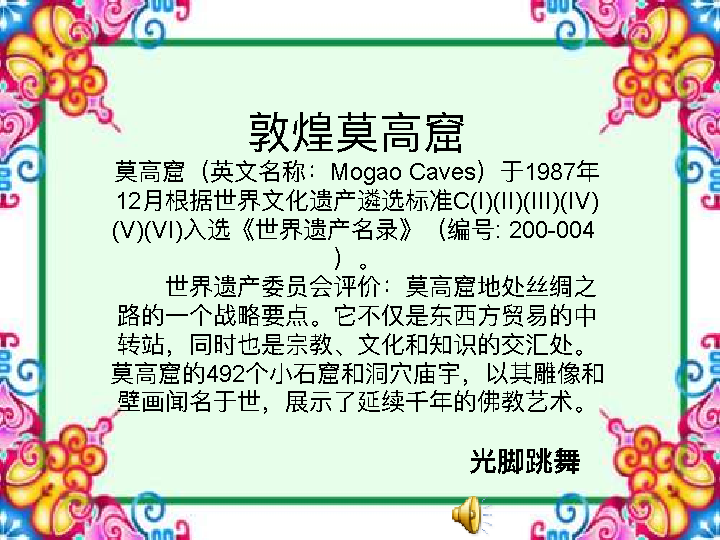 敦煌莫高窟
莫高窟（英文名称：Mogao Caves）于1987年
12月根据世界文化遗产遴选标准C(I)(II)(III)(IV)
(V)(VI)入选《世界遗产名录》（编号: 200-004
）。
世界遗产委员会评价：莫高窟地处丝绸之
路的一个战略要点。它不仅是东西方贸易的中
转站，同时也是宗教、文化和知识的交汇处。
莫高窟的492个小石窟和洞穴庙宇，以其雕像和
壁画闻名于世，展示了延续千年的佛教艺术。
光脚跳舞